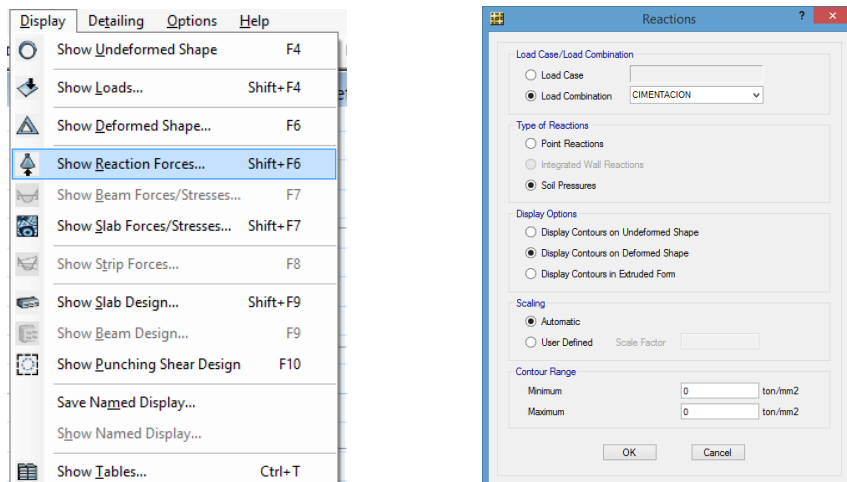 Display Detailing Options Help
Show Undeformed Shape F4
Show Loads... Shift+F4
Show Deformed Shape... F6
Show Reaction Forces... Shift+F6
Show Beam Forces/Stresses... F7
Show Slab Forces/Stresses... Shift+F7
Show Strip Forces... F8
Show Slab Design... Shift+F9
Show Beam Design... F9
Show Punching Shear Design F10
Save Named Display...
Show Named Display...
Show Tables... Ctrl+T
Reactions ? ×
Load Case/Load Combination
Load Case
Load Combination CIMENTACION
Type of Reactions
Point Reactions
Integrated Wall Reactions
Soil Pressures
Display Options
Display Contours on Undeformed Shape
Display Contours on Deformed Shape
Display Contours in Extruded Form
Scaling
Automatic
User Defined Scale Factor
Contour Range
Minimum 0 ton/mm2
Maximum 0 ton/mm2
OK Cancel